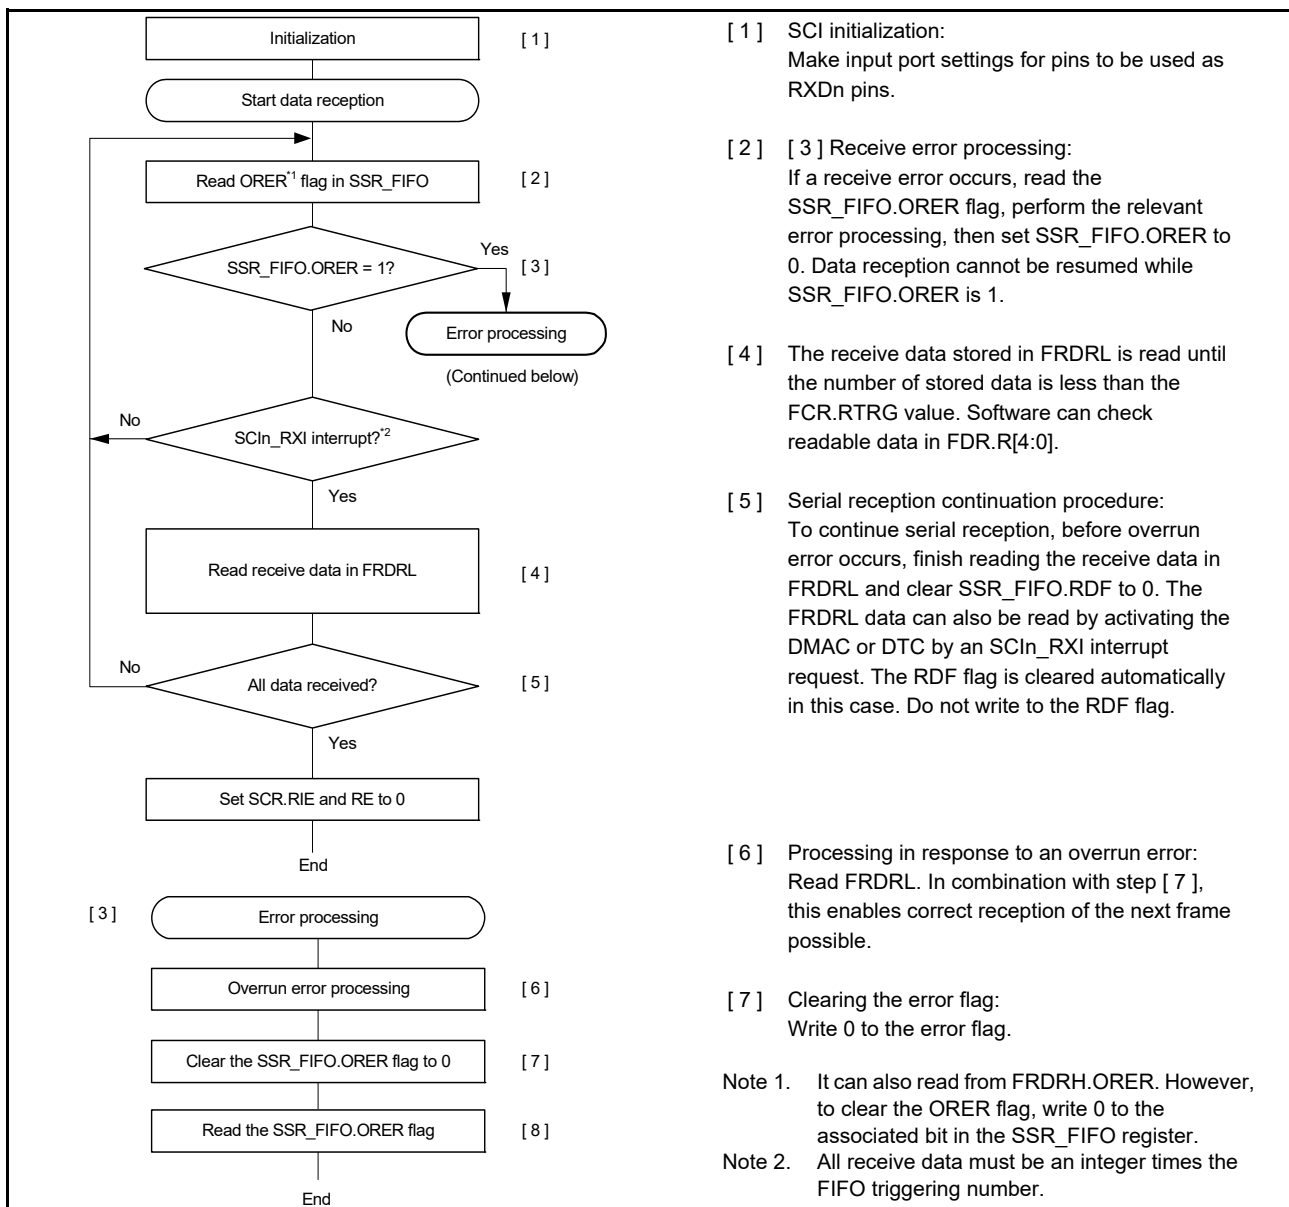 Initialization [ 1 ]
Start data reception
Read ORER*1 flag in SSR_FIFO [ 2 ]
Yes
SSR_FIFO.ORER = 1? [ 3 ]
No
Error processing
(Continued below)
No
SCIn_RXI interrupt?*2
Yes
Read receive data in FRDRL [ 4 ]
No
All data received? [ 5 ]
Yes
Set SCR.RIE and RE to 0
End
[ 3 ] Error processing
Overrun error processing [ 6 ]
Clear the SSR_FIFO.ORER flag to 0 [ 7 ]
Read the SSR_FIFO.ORER flag [ 8 ]
End
[ 1 ] SCI initialization:
Make input port settings for pins to be used as
RXDn pins.
[ 2 ] [ 3 ] Receive error processing:
If a receive error occurs, read the
SSR_FIFO.ORER flag, perform the relevant
error processing, then set SSR_FIFO.ORER to
0. Data reception cannot be resumed while
SSR_FIFO.ORER is 1.
[ 4 ] The receive data stored in FRDRL is read until
the number of stored data is less than the
FCR.RTRG value. Software can check
readable data in FDR.R[4:0].
[ 5 ] Serial reception continuation procedure:
To continue serial reception, before overrun
error occurs, finish reading the receive data in
FRDRL and clear SSR_FIFO.RDF to 0. The
FRDRL data can also be read by activating the
DMAC or DTC by an SCIn_RXI interrupt
request. The RDF flag is cleared automatically
in this case. Do not write to the RDF flag.
[ 6 ] Processing in response to an overrun error:
Read FRDRL. In combination with step [ 7 ],
this enables correct reception of the next frame
possible.
[ 7 ] Clearing the error flag:
Write 0 to the error flag.
Note 1. It can also read from FRDRH.ORER. However,
to clear the ORER flag, write 0 to the
associated bit in the SSR_FIFO register.
Note 2. All receive data must be an integer times the
FIFO triggering number.